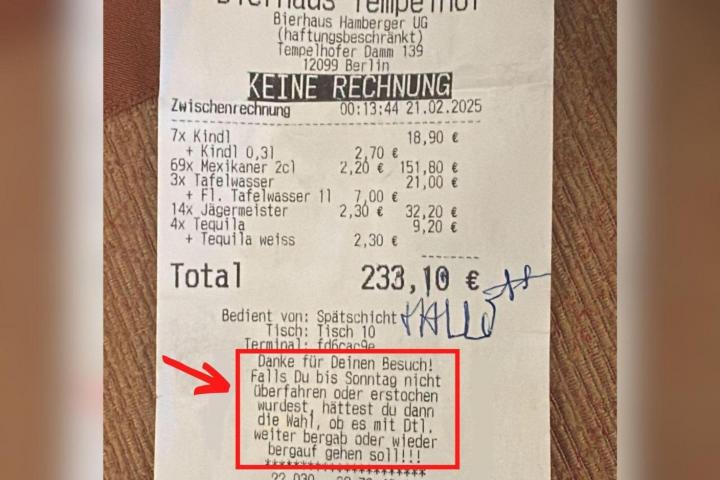 Bierhaus Tempelhof
Bierhaus Hamberger UG
(haftungsbeschränkt)
Tempelhofer Damm 139
12099 Berlin
KEINE RECHNUNG
Zwischenrechnung 00:13:44 21.02.2025
7x Kindl 18,90 €
+ Kindl 0,3l 2,70 €
69x Mexikaner 2cl 2,20 € 151,80 €
3x Tafelwasser 21,00 €
+ Fl. Tafelwasser 1l 7,00 €
14x Jägermeister 2,30 € 32,20 €
4x Tequila 9,20 €
+ Tequila weiss 2,30 €
Total 233,10 €
Bedient von: Spätschicht
Tisch: Tisch 10
Terminal: fd6cac9e
Danke für Deinen Besuch!
Falls Du bis Sonntag nicht
überfahren oder erstochen
wurdest, hättest du dann
die Wahl, ob es mit Dtl.
weiter bergab oder wieder
bergauf gehen soll!!!